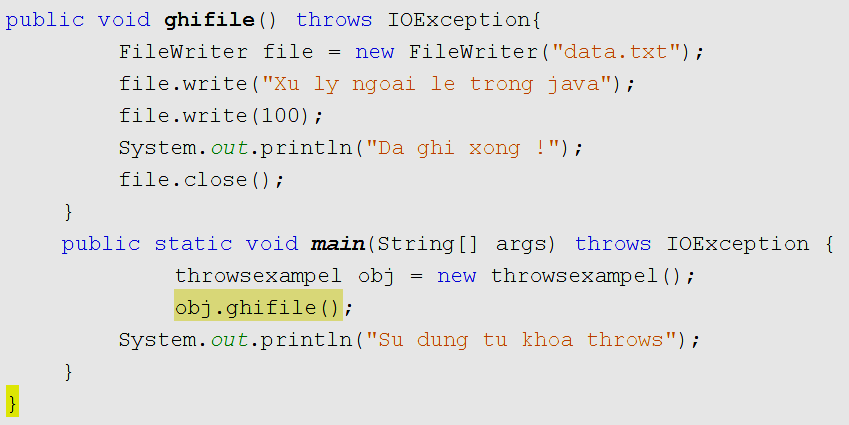 public void ghifile() throws IOException{
FileWriter file = new FileWriter("data.txt");
file.write("Xu ly ngoai le trong java");
file.write(100);
System.out.println("Da ghi xong !");
file.close();
}
public static void main(String[] args) throws IOException {
throwsexampel obj = new throwsexampel();
obj.ghifile();
System.out.println("Su dung tu khoa throws");
}
}